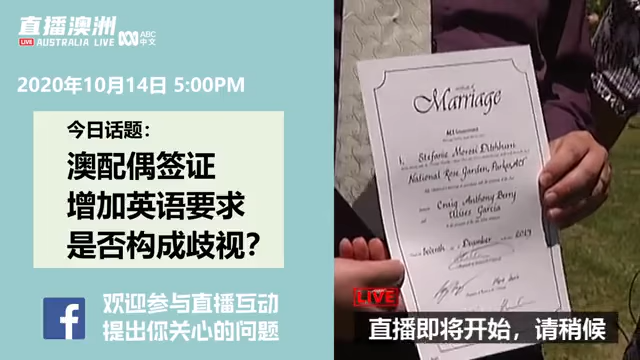 直播澳洲
LIVE AUSTRALIA LIVE
ABC
中文
2020年10月14日 5:00PM
今日话题：
澳配偶签证
增加英语要求
是否构成歧视？
欢迎参与直播互动
提出你关心的问题
Marriage
National Rose Garden, Parkes ACT
Craig Anthony Berry
Ulises Garcia
LIVE
直播即将开始，请稍候